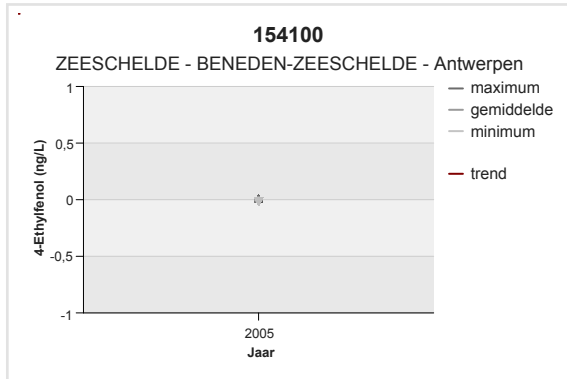 154100
ZEESCHELDE - BENEDEN-ZEESCHELDE - Antwerpen
1
0,5
0
-0,5
-1
4-Ethylfenol (ng/L)
2005
Jaar
maximum
gemiddelde
minimum
trend